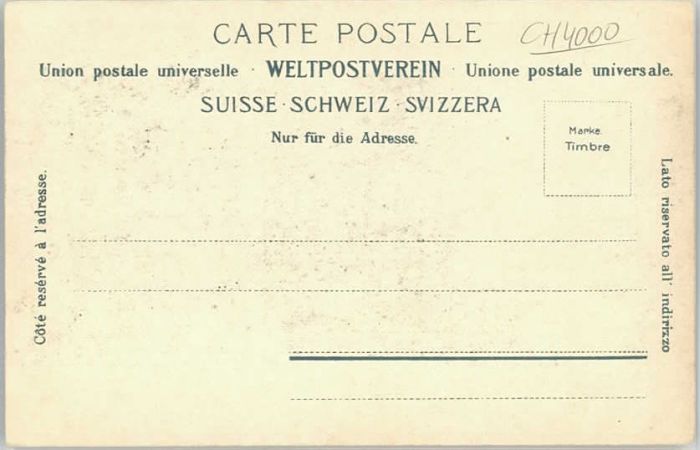 CARTE POSTALE
CH4000
Union postale universelle · WELTPOSTVEREIN · Unione postale universale.
SUISSE · SCHWEIZ · SVIZZERA
Nur für die Adresse.
Marke
Timbre
Côté resérvé à l'adresse.
Lato riservato all' indirizzo